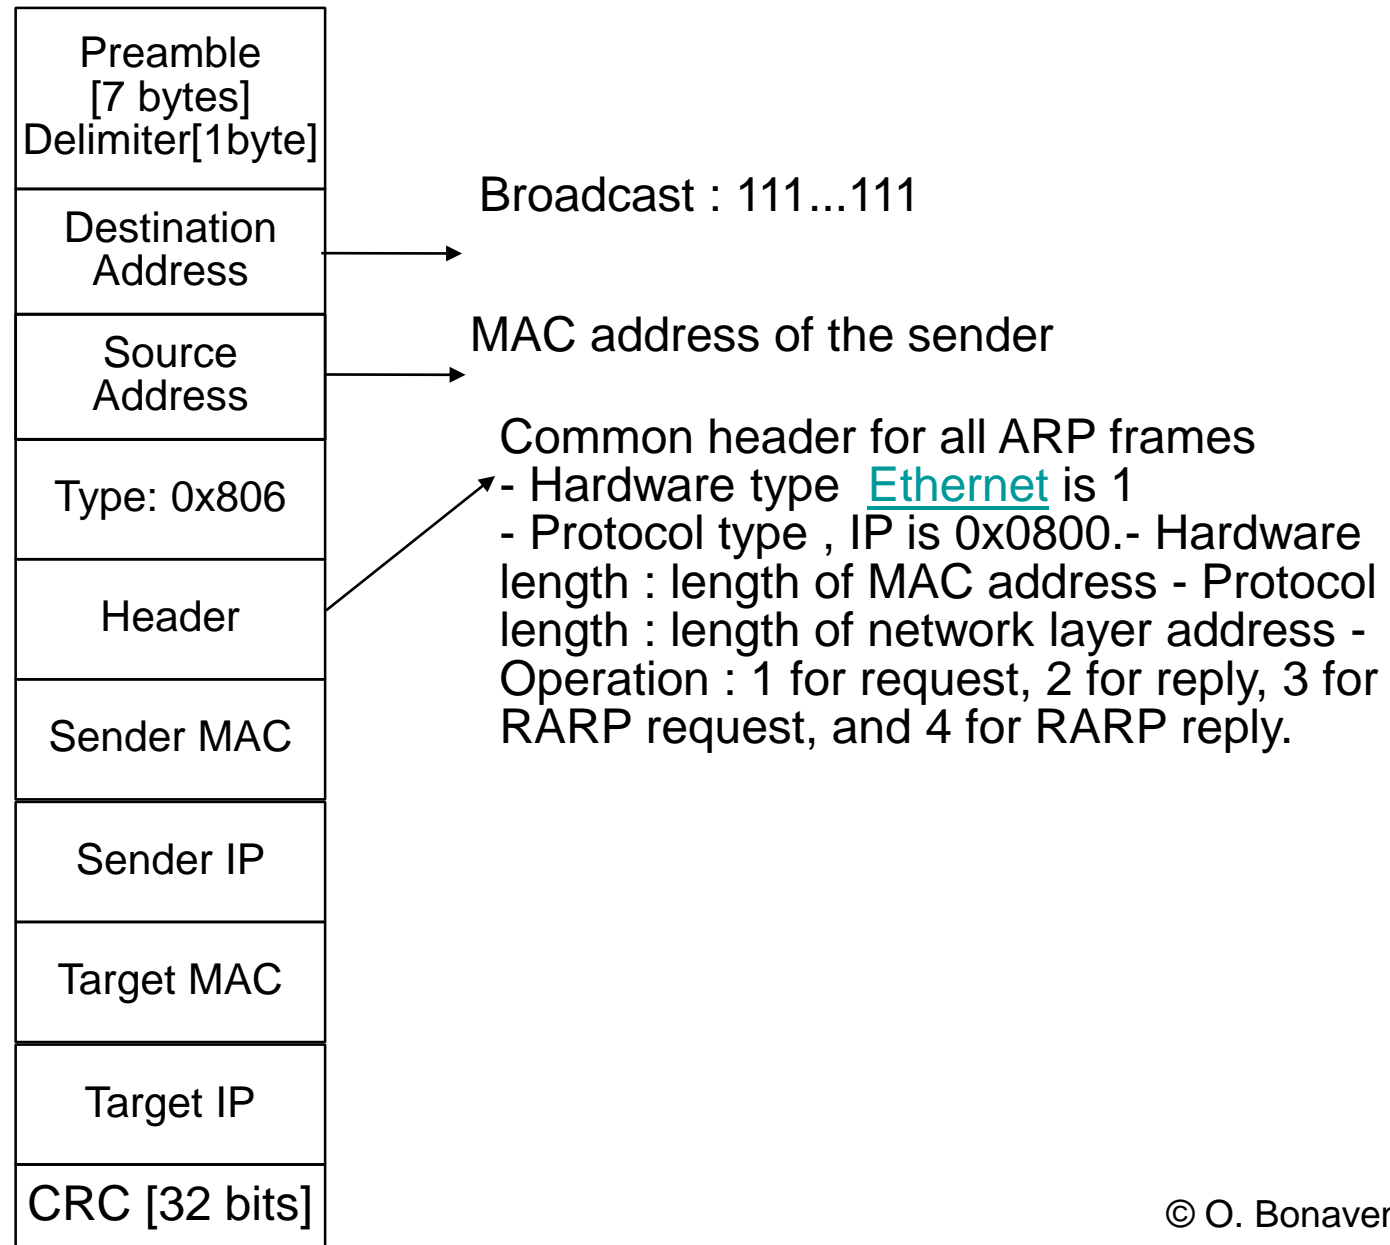 Preamble
[7 bytes]
Delimiter[1byte]
Destination
Address
Broadcast : 111...111
Source
Address
MAC address of the sender
Type: 0x806
Header
Common header for all ARP frames
- Hardware type Ethernet is 1
- Protocol type , IP is 0x0800.- Hardware
length : length of MAC address - Protocol
length : length of network layer address -
Operation : 1 for request, 2 for reply, 3 for
RARP request, and 4 for RARP reply.
Sender MAC
Sender IP
Target MAC
Target IP
CRC [32 bits]
© O. Bonaver